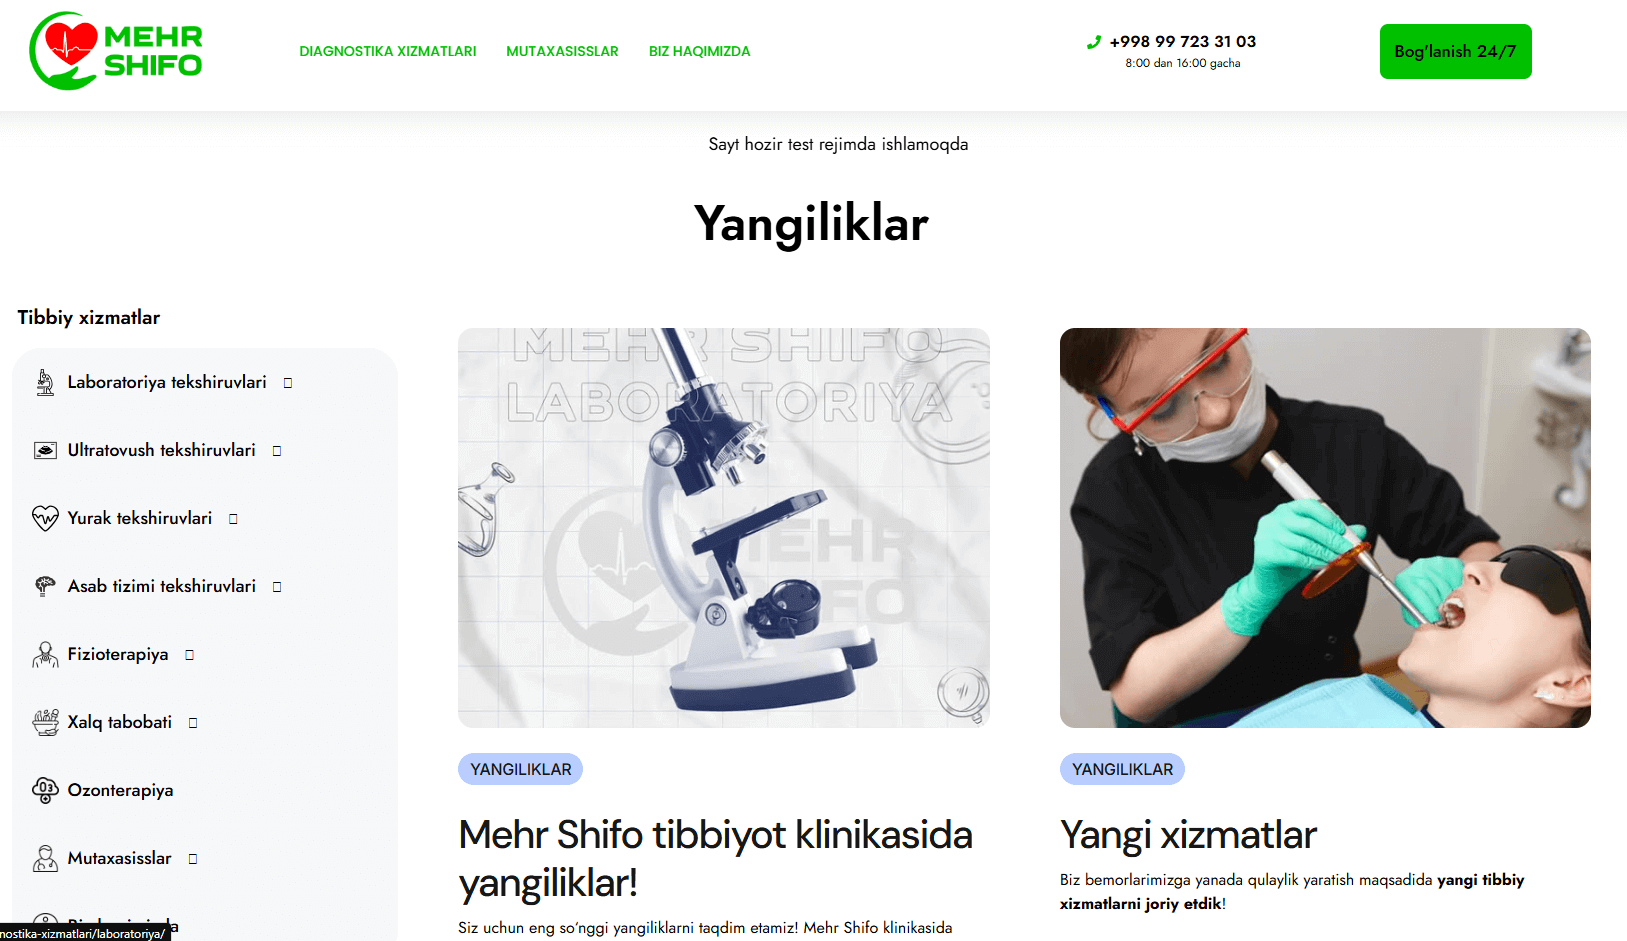 MEHR
SHIFO
DIAGNOSTIKA XIZMATLARI
MUTAXASISSLAR
BIZ HAQIMIZDA
+998 99 723 31 03
8:00 dan 16:00 gacha
Bog'lanish 24/7
Sayt hozir test rejimda ishlamoqda
Yangiliklar
Tibbiy xizmatlar
Laboratoriya tekshiruvlari
Ultratovush tekshiruvlari
Yurak tekshiruvlari
Asab tizimi tekshiruvlari
Fizioterapiya
Xalq tabobati
Ozonterapiya
Mutaxasisslar
nostika-xizmatlari/laboratoriya/
MEHR SHIFO
LABORATORIYA
MEHR
SHIFO
YANGILIKLAR
Mehr Shifo tibbiyot klinikasida
yangiliklar!
Siz uchun eng so‘nggi yangiliklarni taqdim etamiz! Mehr Shifo klinikasida
YANGILIKLAR
Yangi xizmatlar
Biz bemorlarimizga yanada qulaylik yaratish maqsadida yangi tibbiy
xizmatlarni joriy etdik!